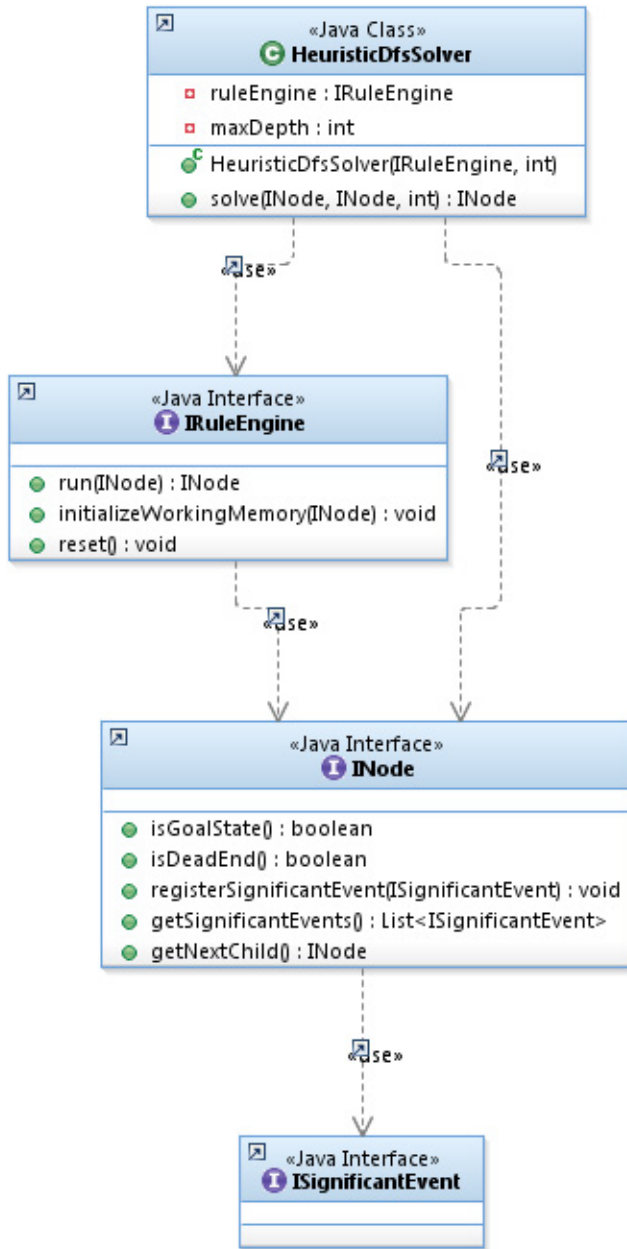 «Java Class»
HeuristicDfsSolver
ruleEngine : IRuleEngine
maxDepth : int
HeuristicDfsSolver(IRuleEngine, int)
solve(INode, INode, int) : INode
«use»
«Java Interface»
IRuleEngine
run(INode) : INode
initializeWorkingMemory(INode) : void
reset() : void
«use»
«use»
«Java Interface»
INode
isGoalState() : boolean
isDeadEnd() : boolean
registerSignificantEvent(ISignificantEvent) : void
getSignificantEvents() : List<ISignificantEvent>
getNextChild() : INode
«use»
«Java Interface»
ISignificantEvent